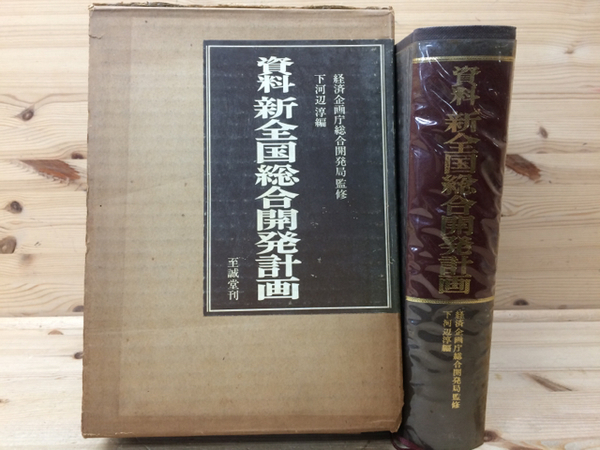 経済企画庁総合開発局監修
下河辺淳編
資料 新全国総合開発計画
至誠堂刊
資料 新全国総合開発計画
経済企画庁総合開発局監修
下河辺淳編